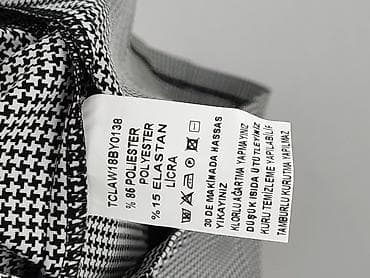 TCLAW18BY0138
% 66 POLIESTER
POLYESTER
% 15 ELASTAN
LICRA
30 DE MAKİNADA HASSAS
YIKAYINIZ
KLORLU AĞARTMA YAPMAYINIZ
DÜŞÜK ISIDA ÜTÜLEYİNİZ
KURU TEMİZLEME YAPILABİLİR
TAMBURLU KURUTMA YAPILMAZ